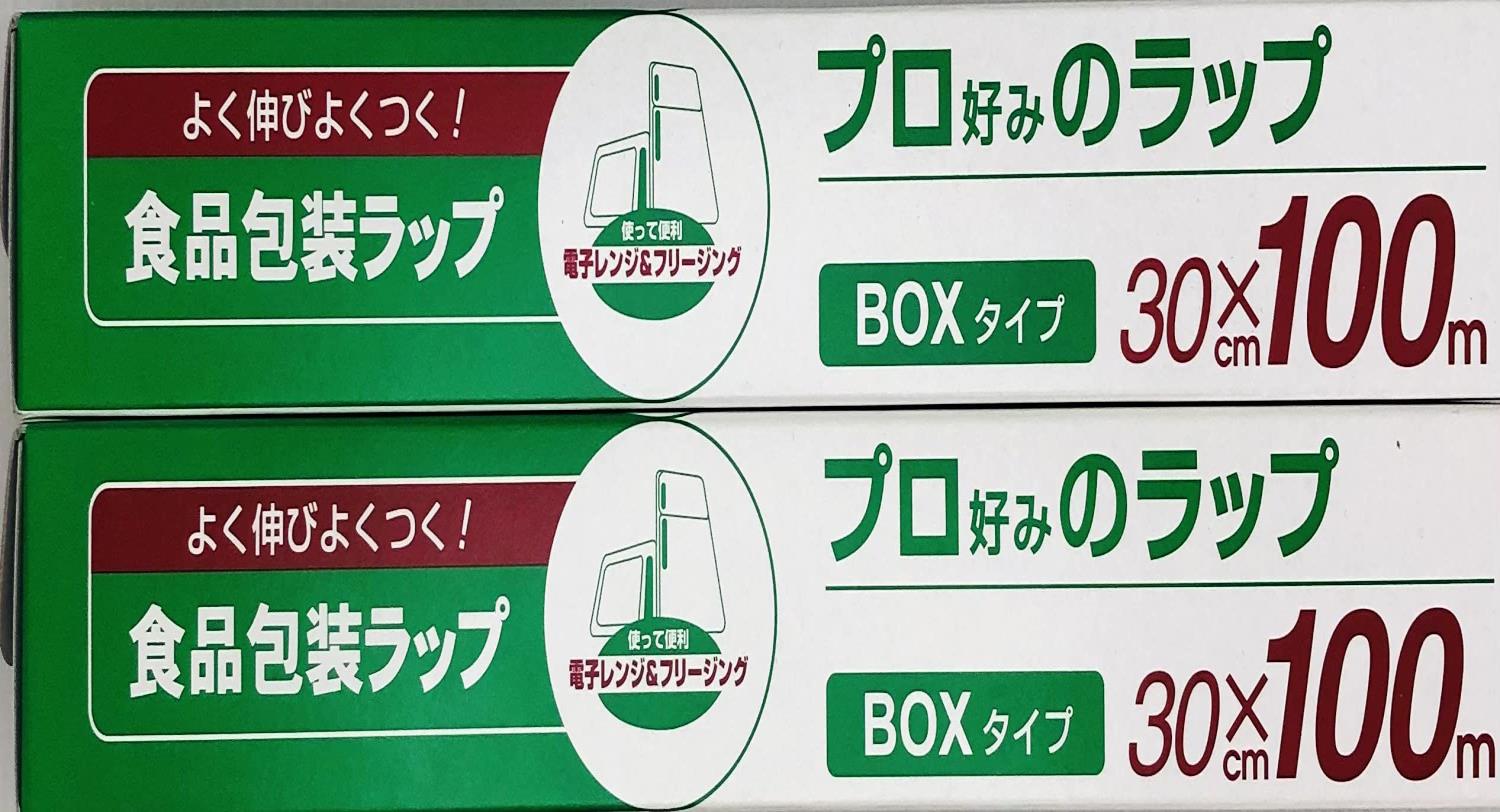 よく伸びよくつく!
食品包装ラップ
使って便利
電子レンジ&フリージング
プロ好みのラップ
BOXタイプ
30cm×100m
よく伸びよくつく!
食品包装ラップ
使って便利
電子レンジ&フリージング
プロ好みのラップ
BOXタイプ
30cm×100m